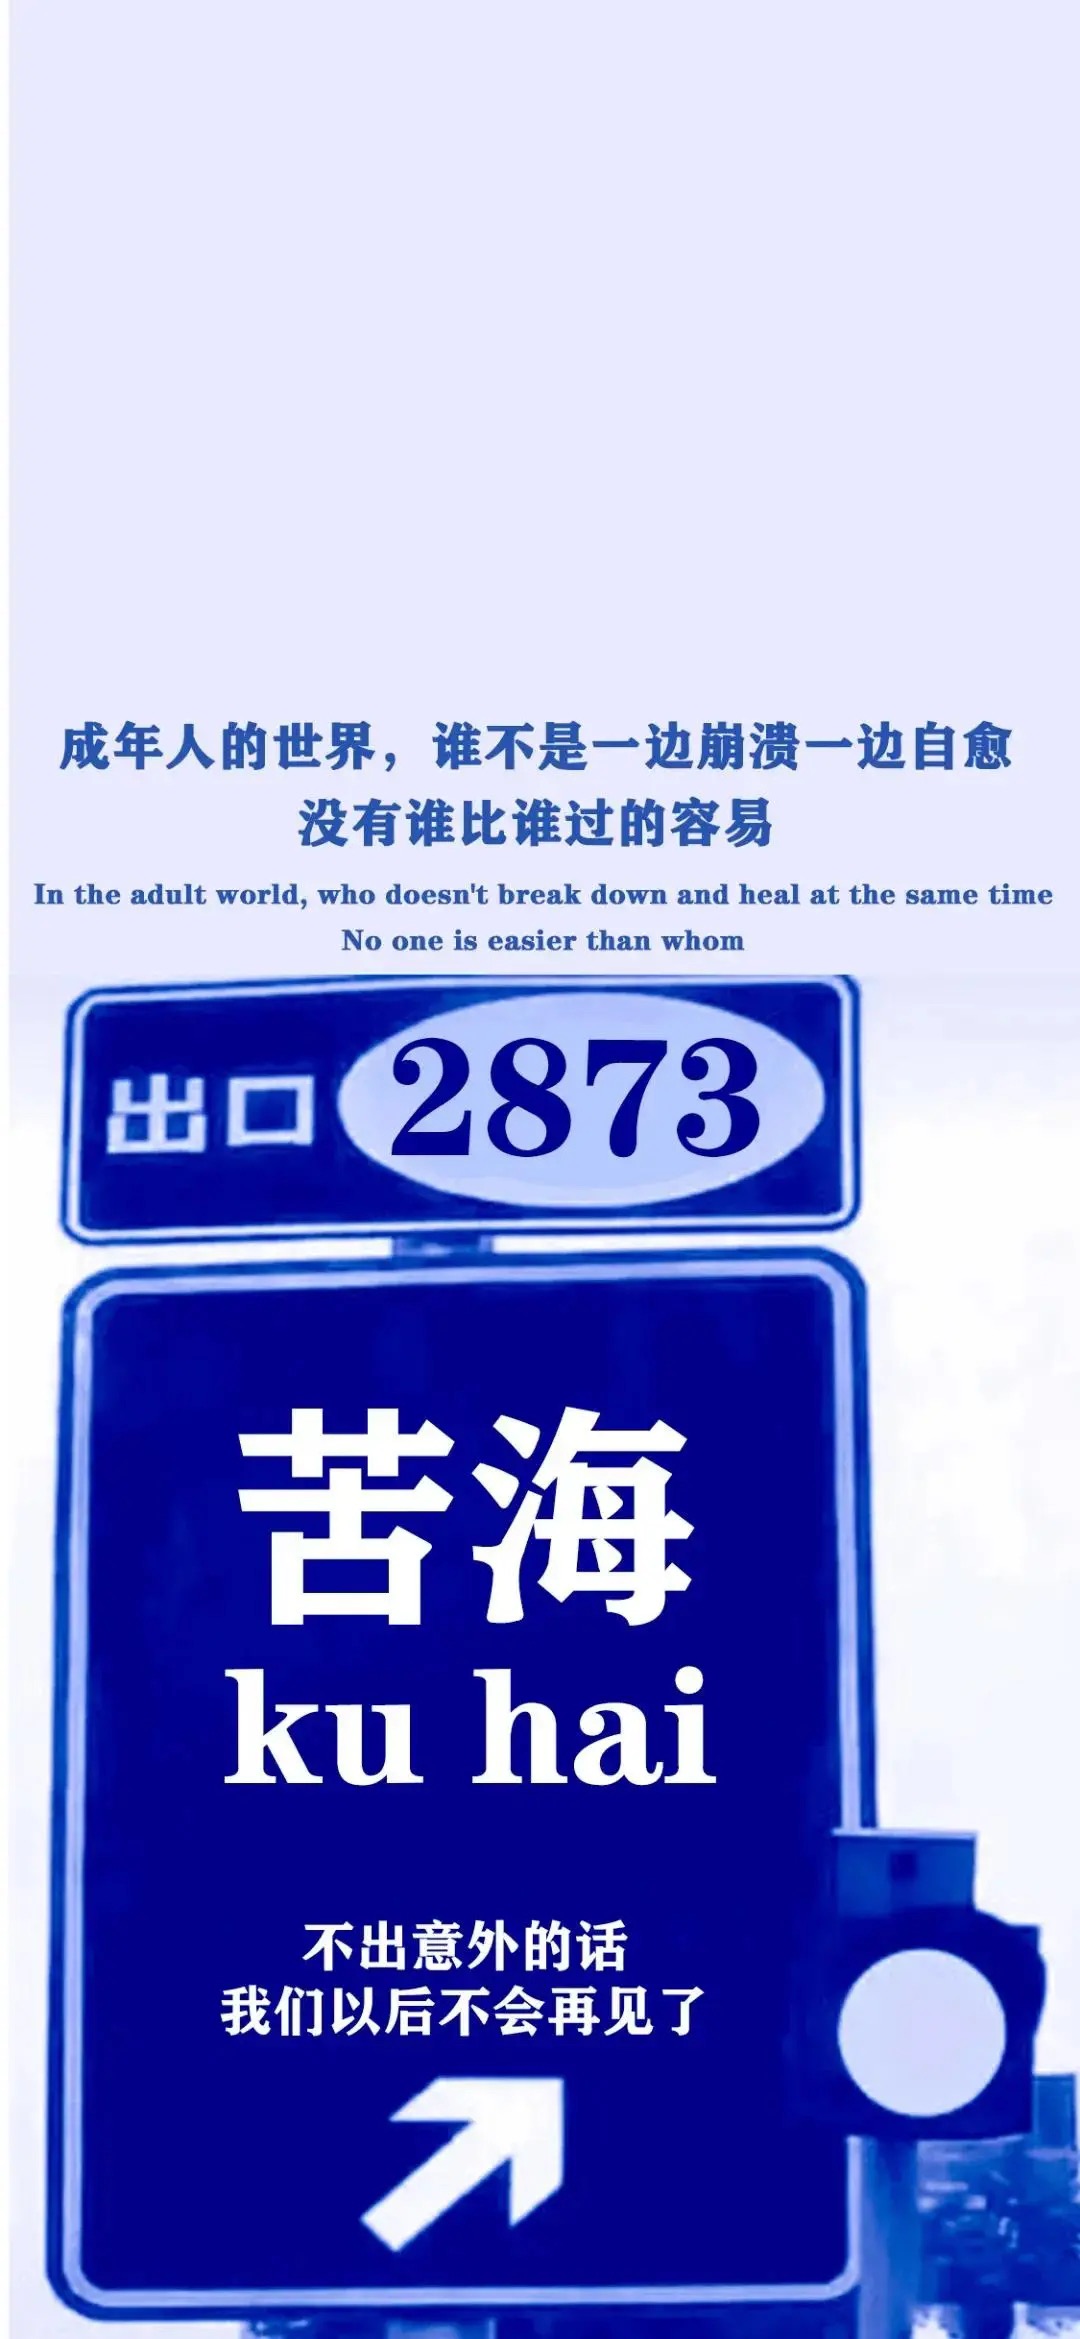 成年人的世界，谁不是一边崩溃一边自愈
没有谁比谁过的容易
In the adult world, who doesn't break down and heal at the same time
No one is easier than whom
出口 2873
苦海
ku hai
不出意外的话
我们以后不会再见了